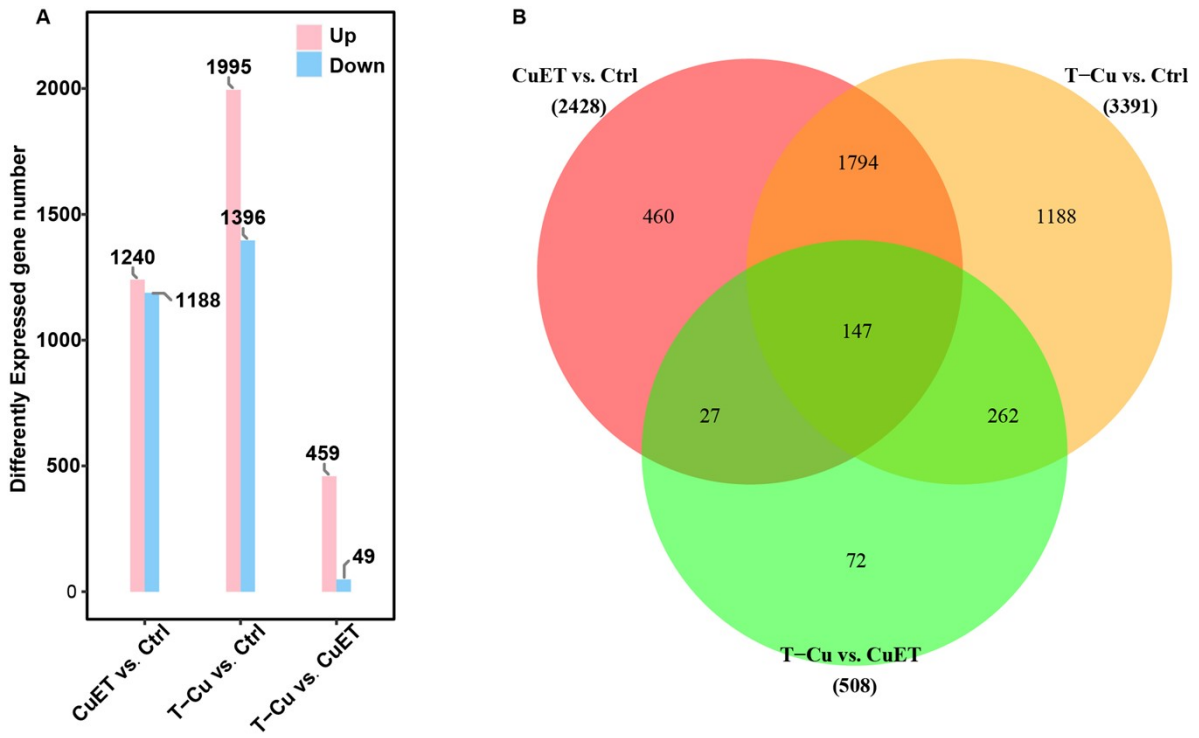 A
Up
Down
Differently Expressed gene number
2000
1500
1000
500
0
1240
1188
1995
1396
459
49
CuET vs. Ctrl
T−Cu vs. Ctrl
T−Cu vs. CuET
B
CuET vs. Ctrl
(2428)
T−Cu vs. Ctrl
(3391)
1794
460
1188
147
27
262
72
T−Cu vs. CuET
(508)